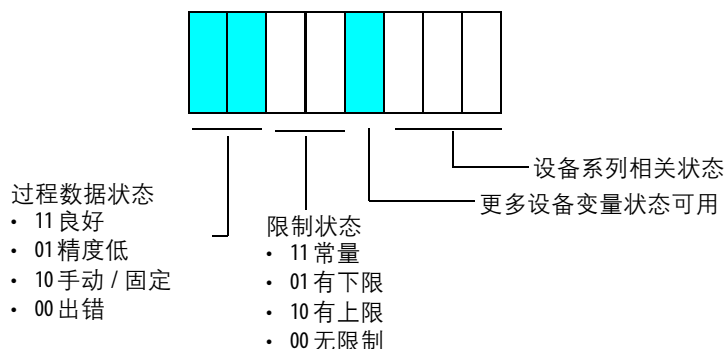 设备系列相关状态
更多设备变量状态可用
过程数据状态
• 11 良好
• 01 精度低
• 10 手动 / 固定
• 00 出错
限制状态
• 11 常量
• 01 有下限
• 10 有上限
• 00 无限制